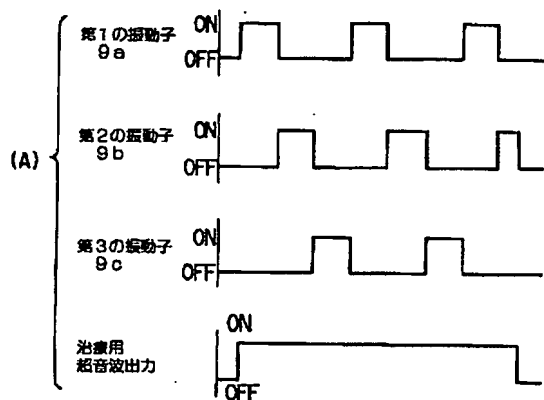 (A)
第1の振動子
9a
ON
OFF
第2の振動子
9b
ON
OFF
第3の振動子
9c
ON
OFF
治療用
超音波出力
ON
OFF